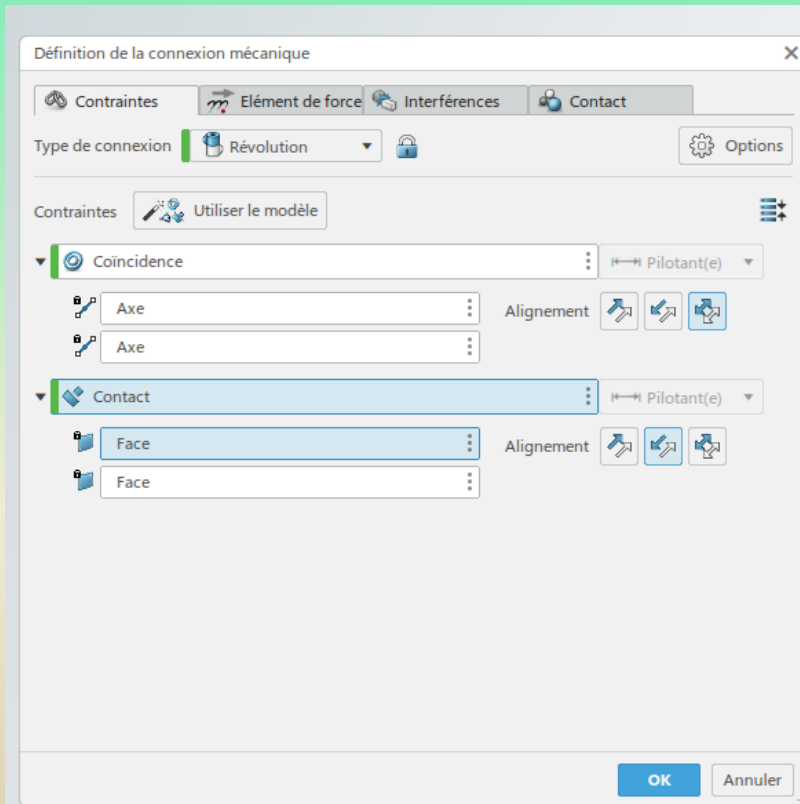 Définition de la connexion mécanique
Contraintes Elément de force Interférences Contact
Type de connexion Révolution Options
Contraintes Utiliser le modèle
Coïncidence Pilotant(e)
Axe Alignement
Axe
Contact Pilotant(e)
Face Alignement
Face
OK Annuler